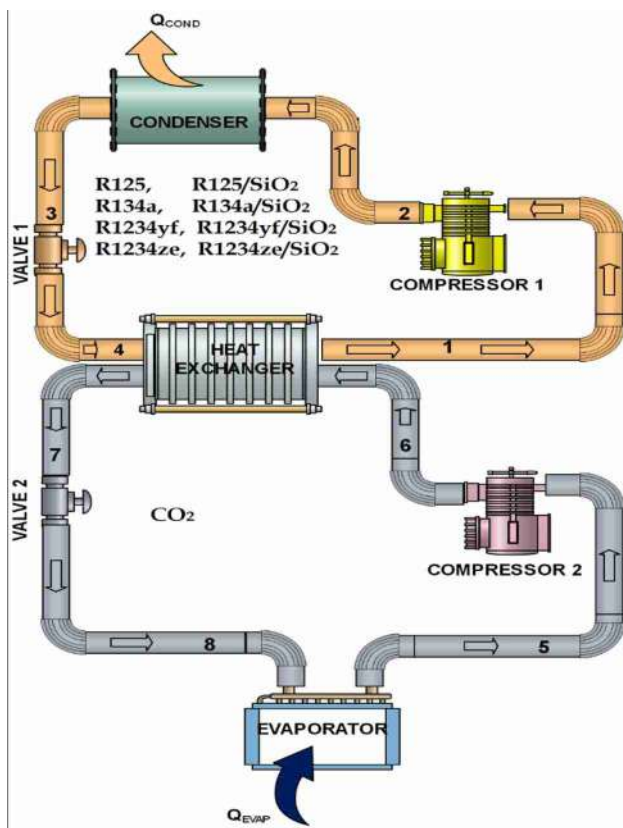 QCOND
CONDENSER
R125, R125/SiO2
R134a, R134a/SiO2
R1234yf, R1234yf/SiO2
R1234ze, R1234ze/SiO2
3
2
VALVE 1
COMPRESSOR 1
4
HEAT
EXCHANGER
1
7
6
VALVE 2
CO2
COMPRESSOR 2
8
5
EVAPORATOR
QEVAP